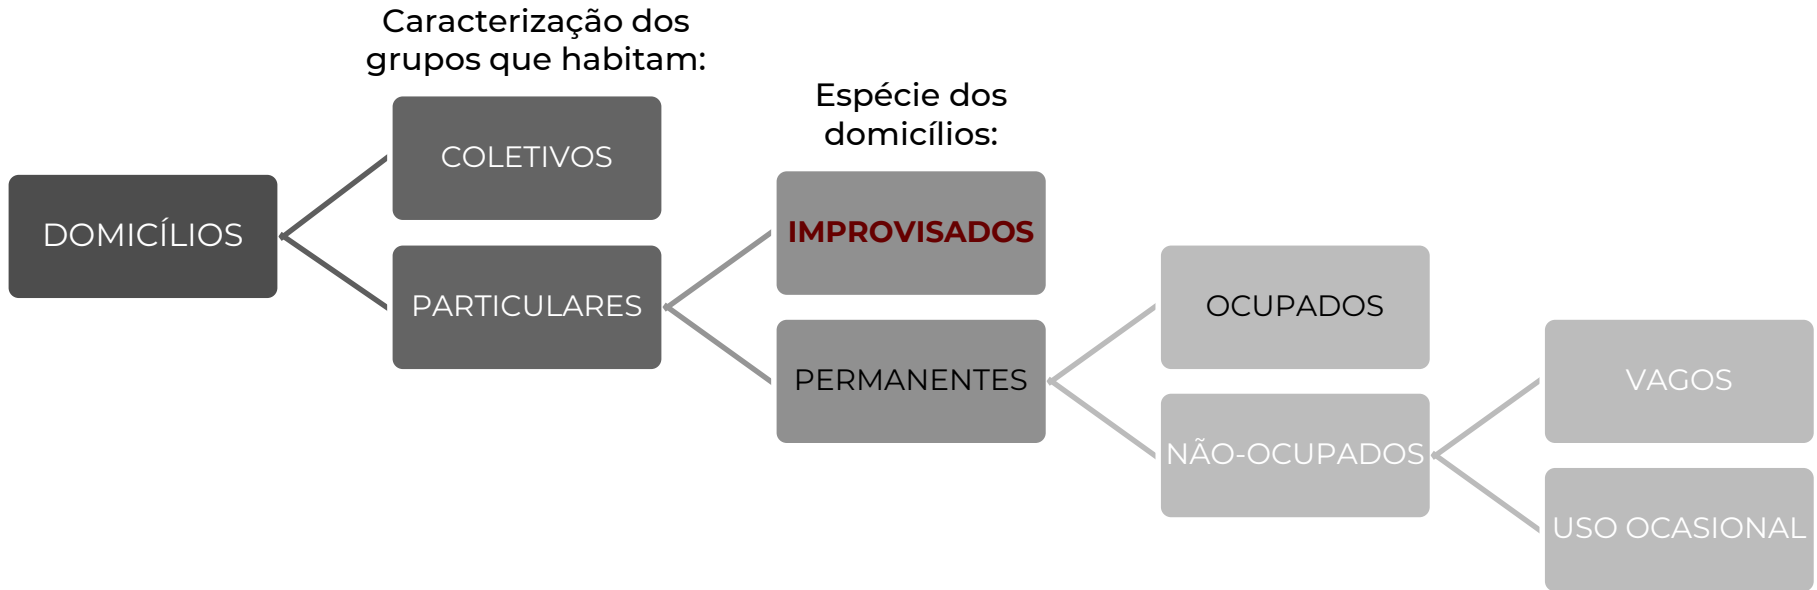 Caracterização dos
grupos que habitam:
Espécie dos
domicílios:
DOMICÍLIOS
COLETIVOS
PARTICULARES
IMPROVISADOS
PERMANENTES
OCUPADOS
NÃO-OCUPADOS
VAGOS
USO OCASIONAL